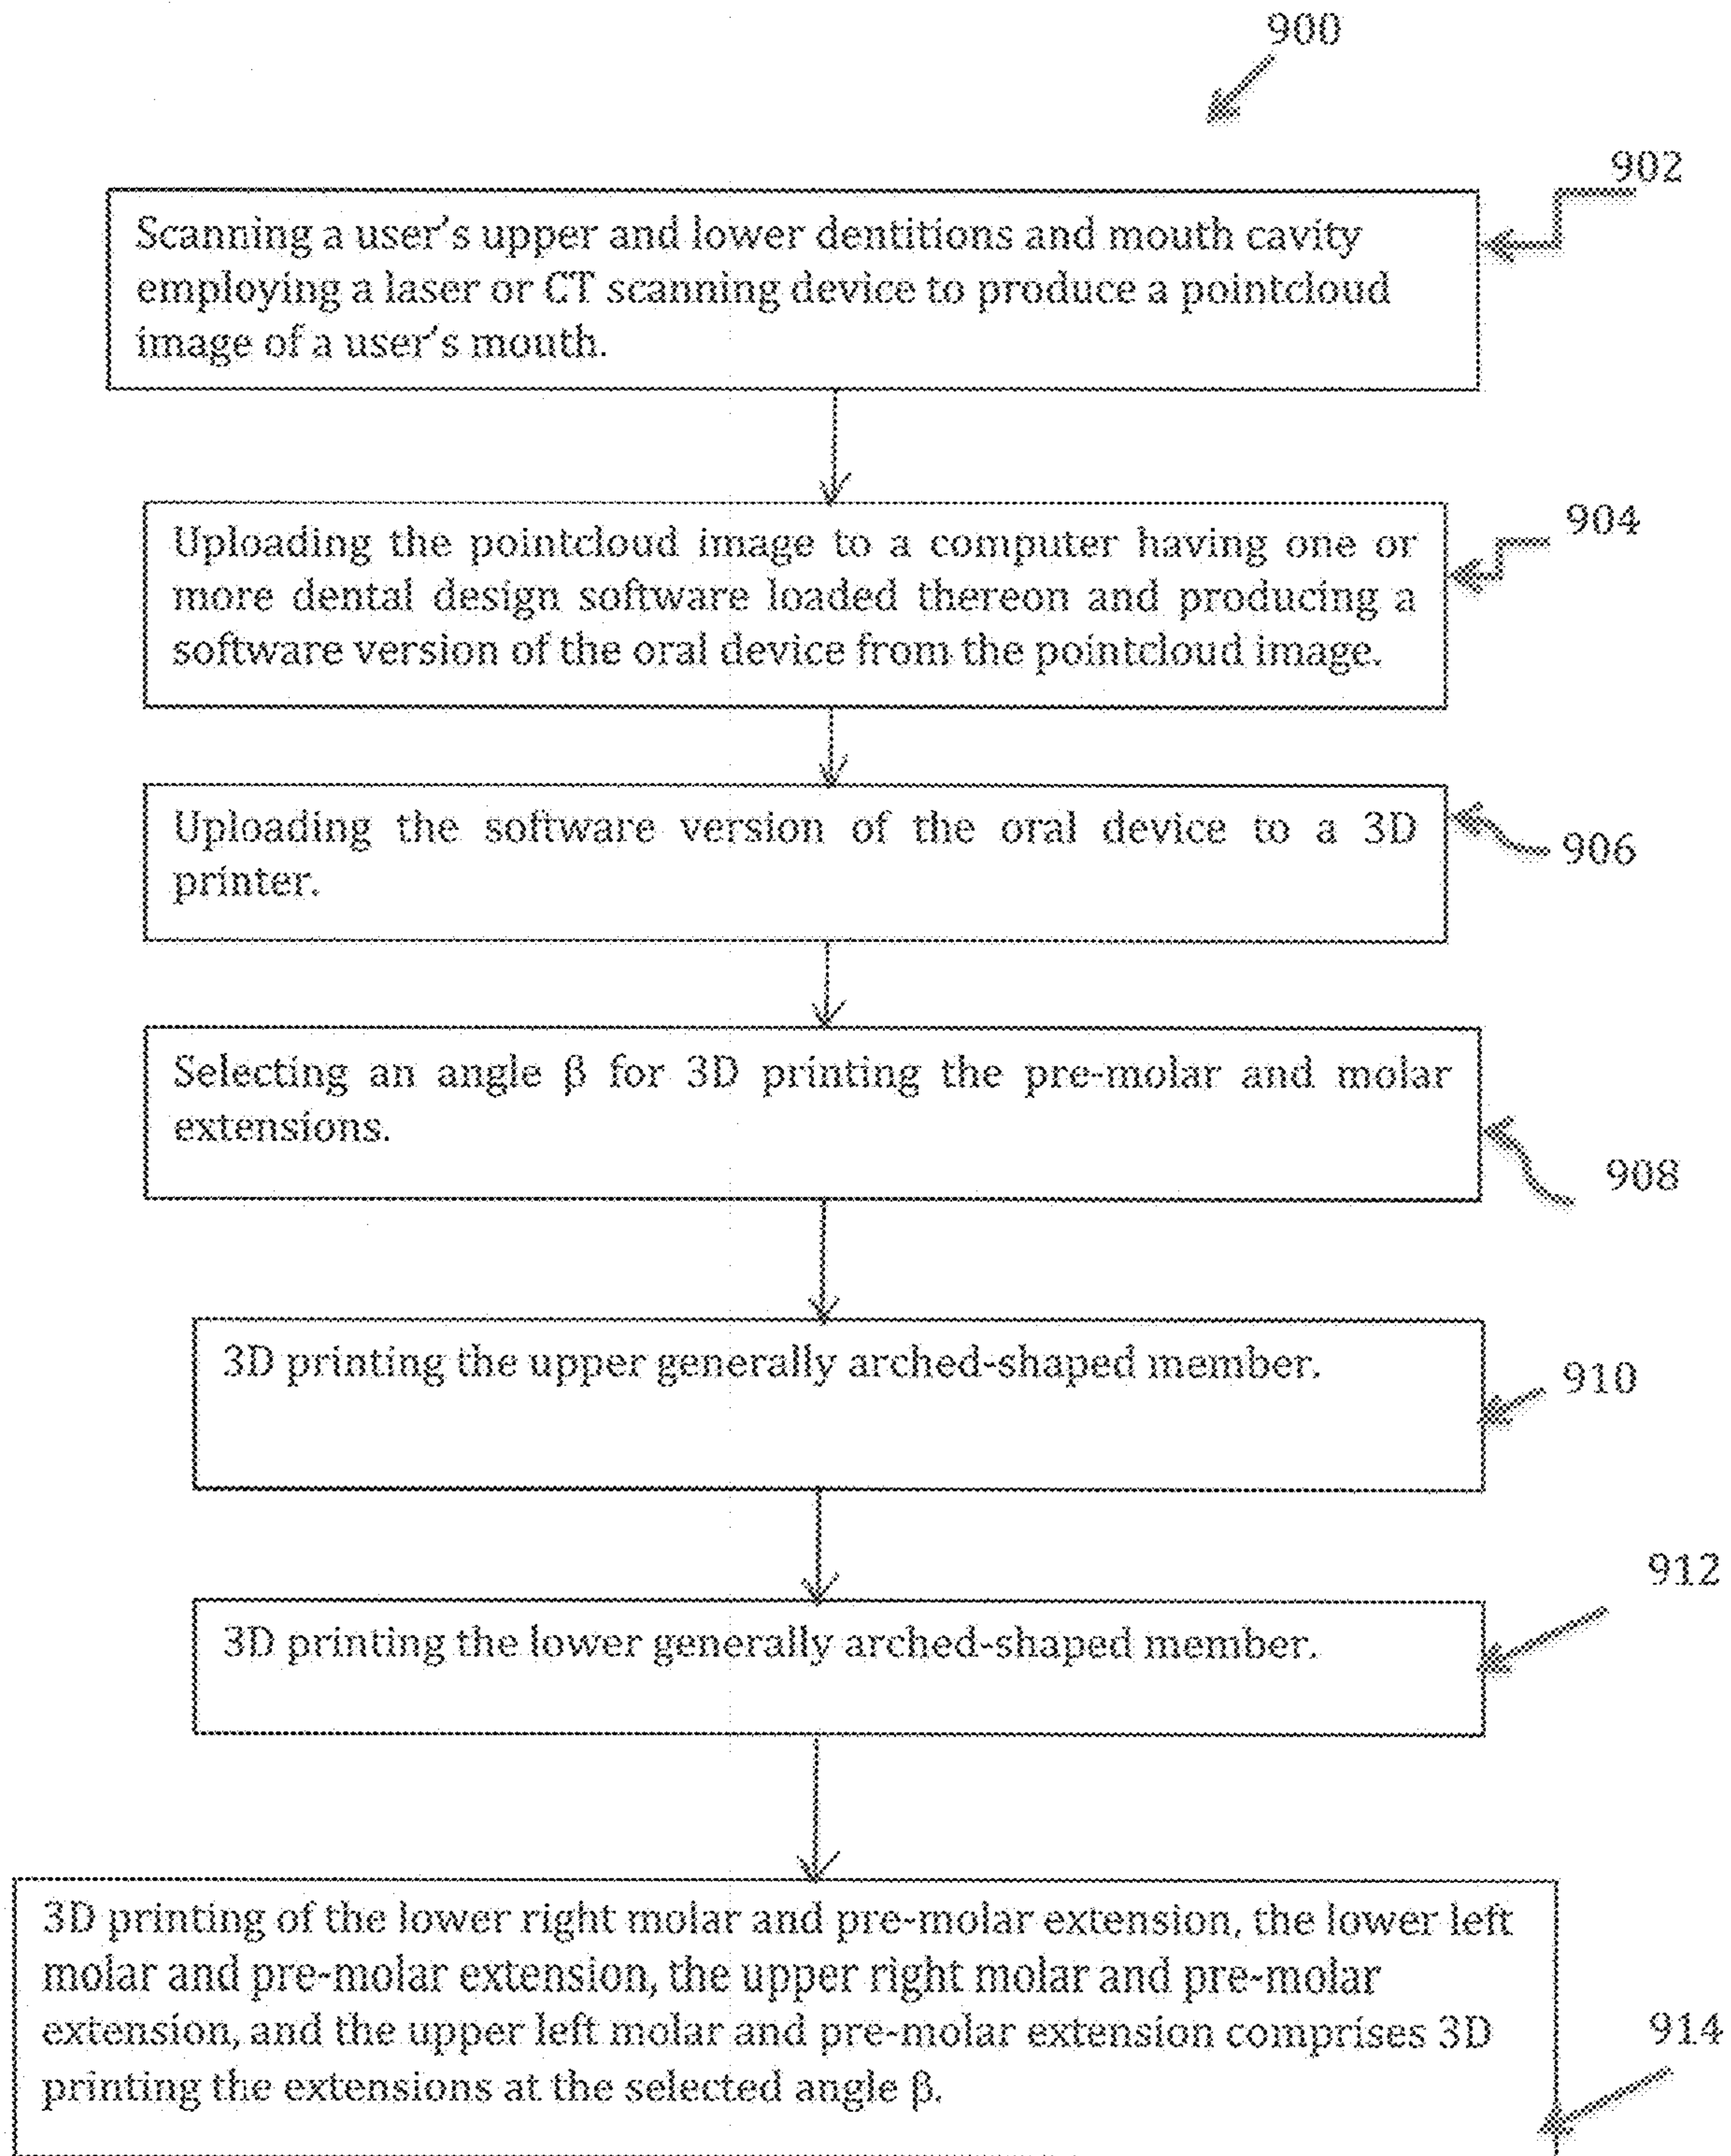 900
902
Scanning a user's upper and lower dentitions and mouth cavity
employing a laser or CT scanning device to produce a pointcloud
image of a user's mouth.
904
Uploading the pointcloud image to a computer having one or
more dental design software loaded thereon and producing a
software version of the oral device from the pointcloud image.
Uploading the software version of the oral device to a 3D
printer.
906
Selecting an angle β for 3D printing the pre-molar and molar
extensions.
908
3D printing the upper generally arched-shaped member.
910
912
3D printing the lower generally arched-shaped member.
3D printing of the lower right molar and pre-molar extension, the lower left
molar and pre-molar extension, the upper right molar and pre-molar
extension, and the upper left molar and pre-molar extension comprises 3D
printing the extensions at the selected angle β.
914